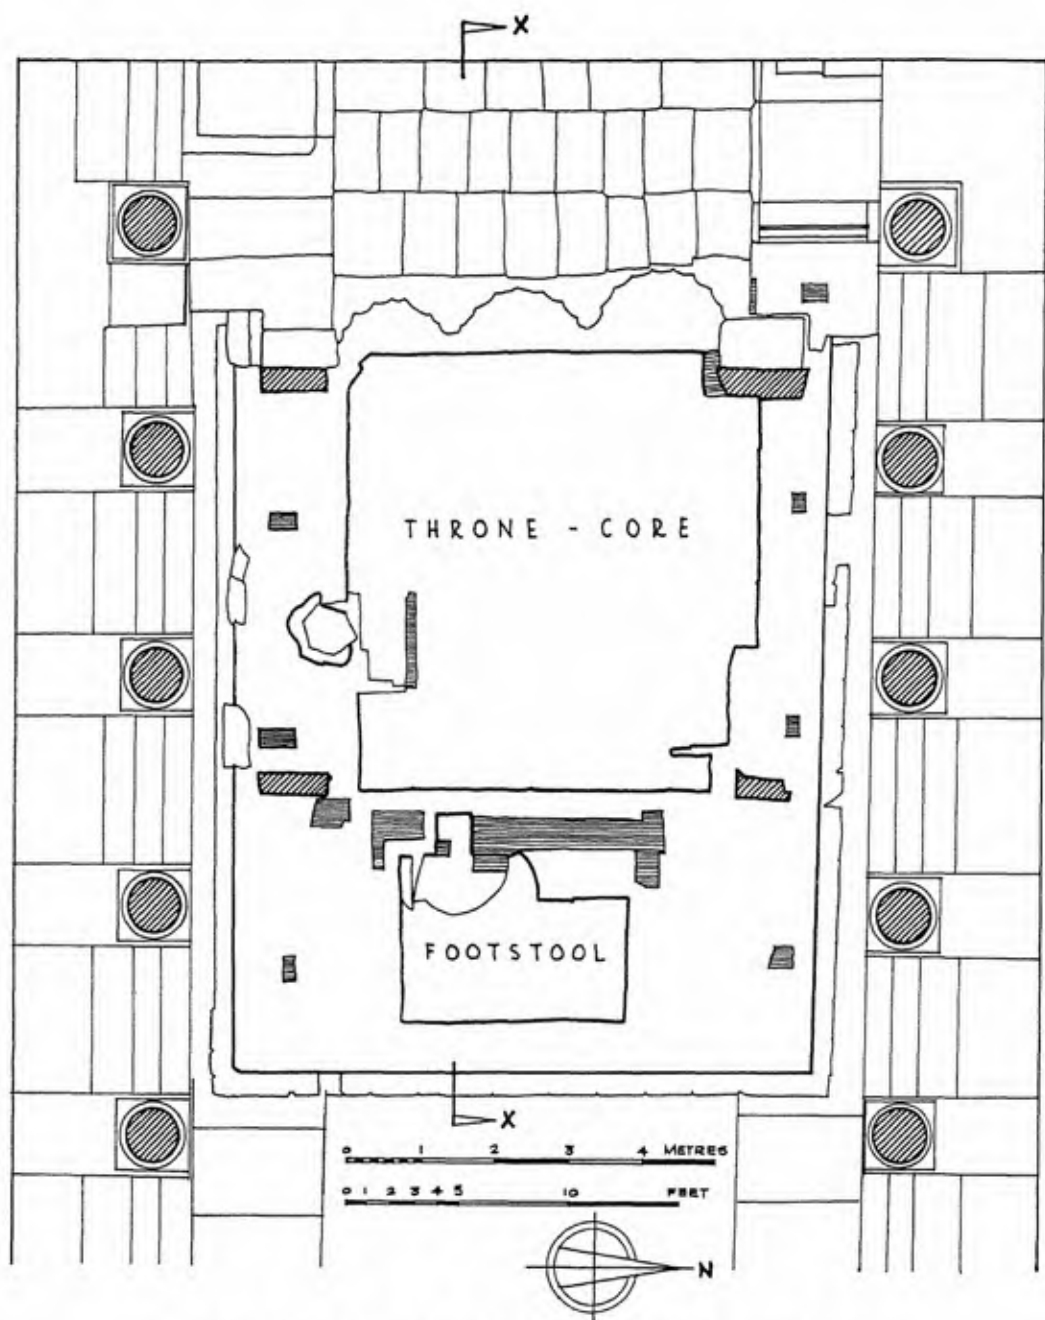 X
THRONE - CORE
FOOTSTOOL
X
0 1 2 3 4 METRES
0 1 2 3 4 5 10 FEET
N